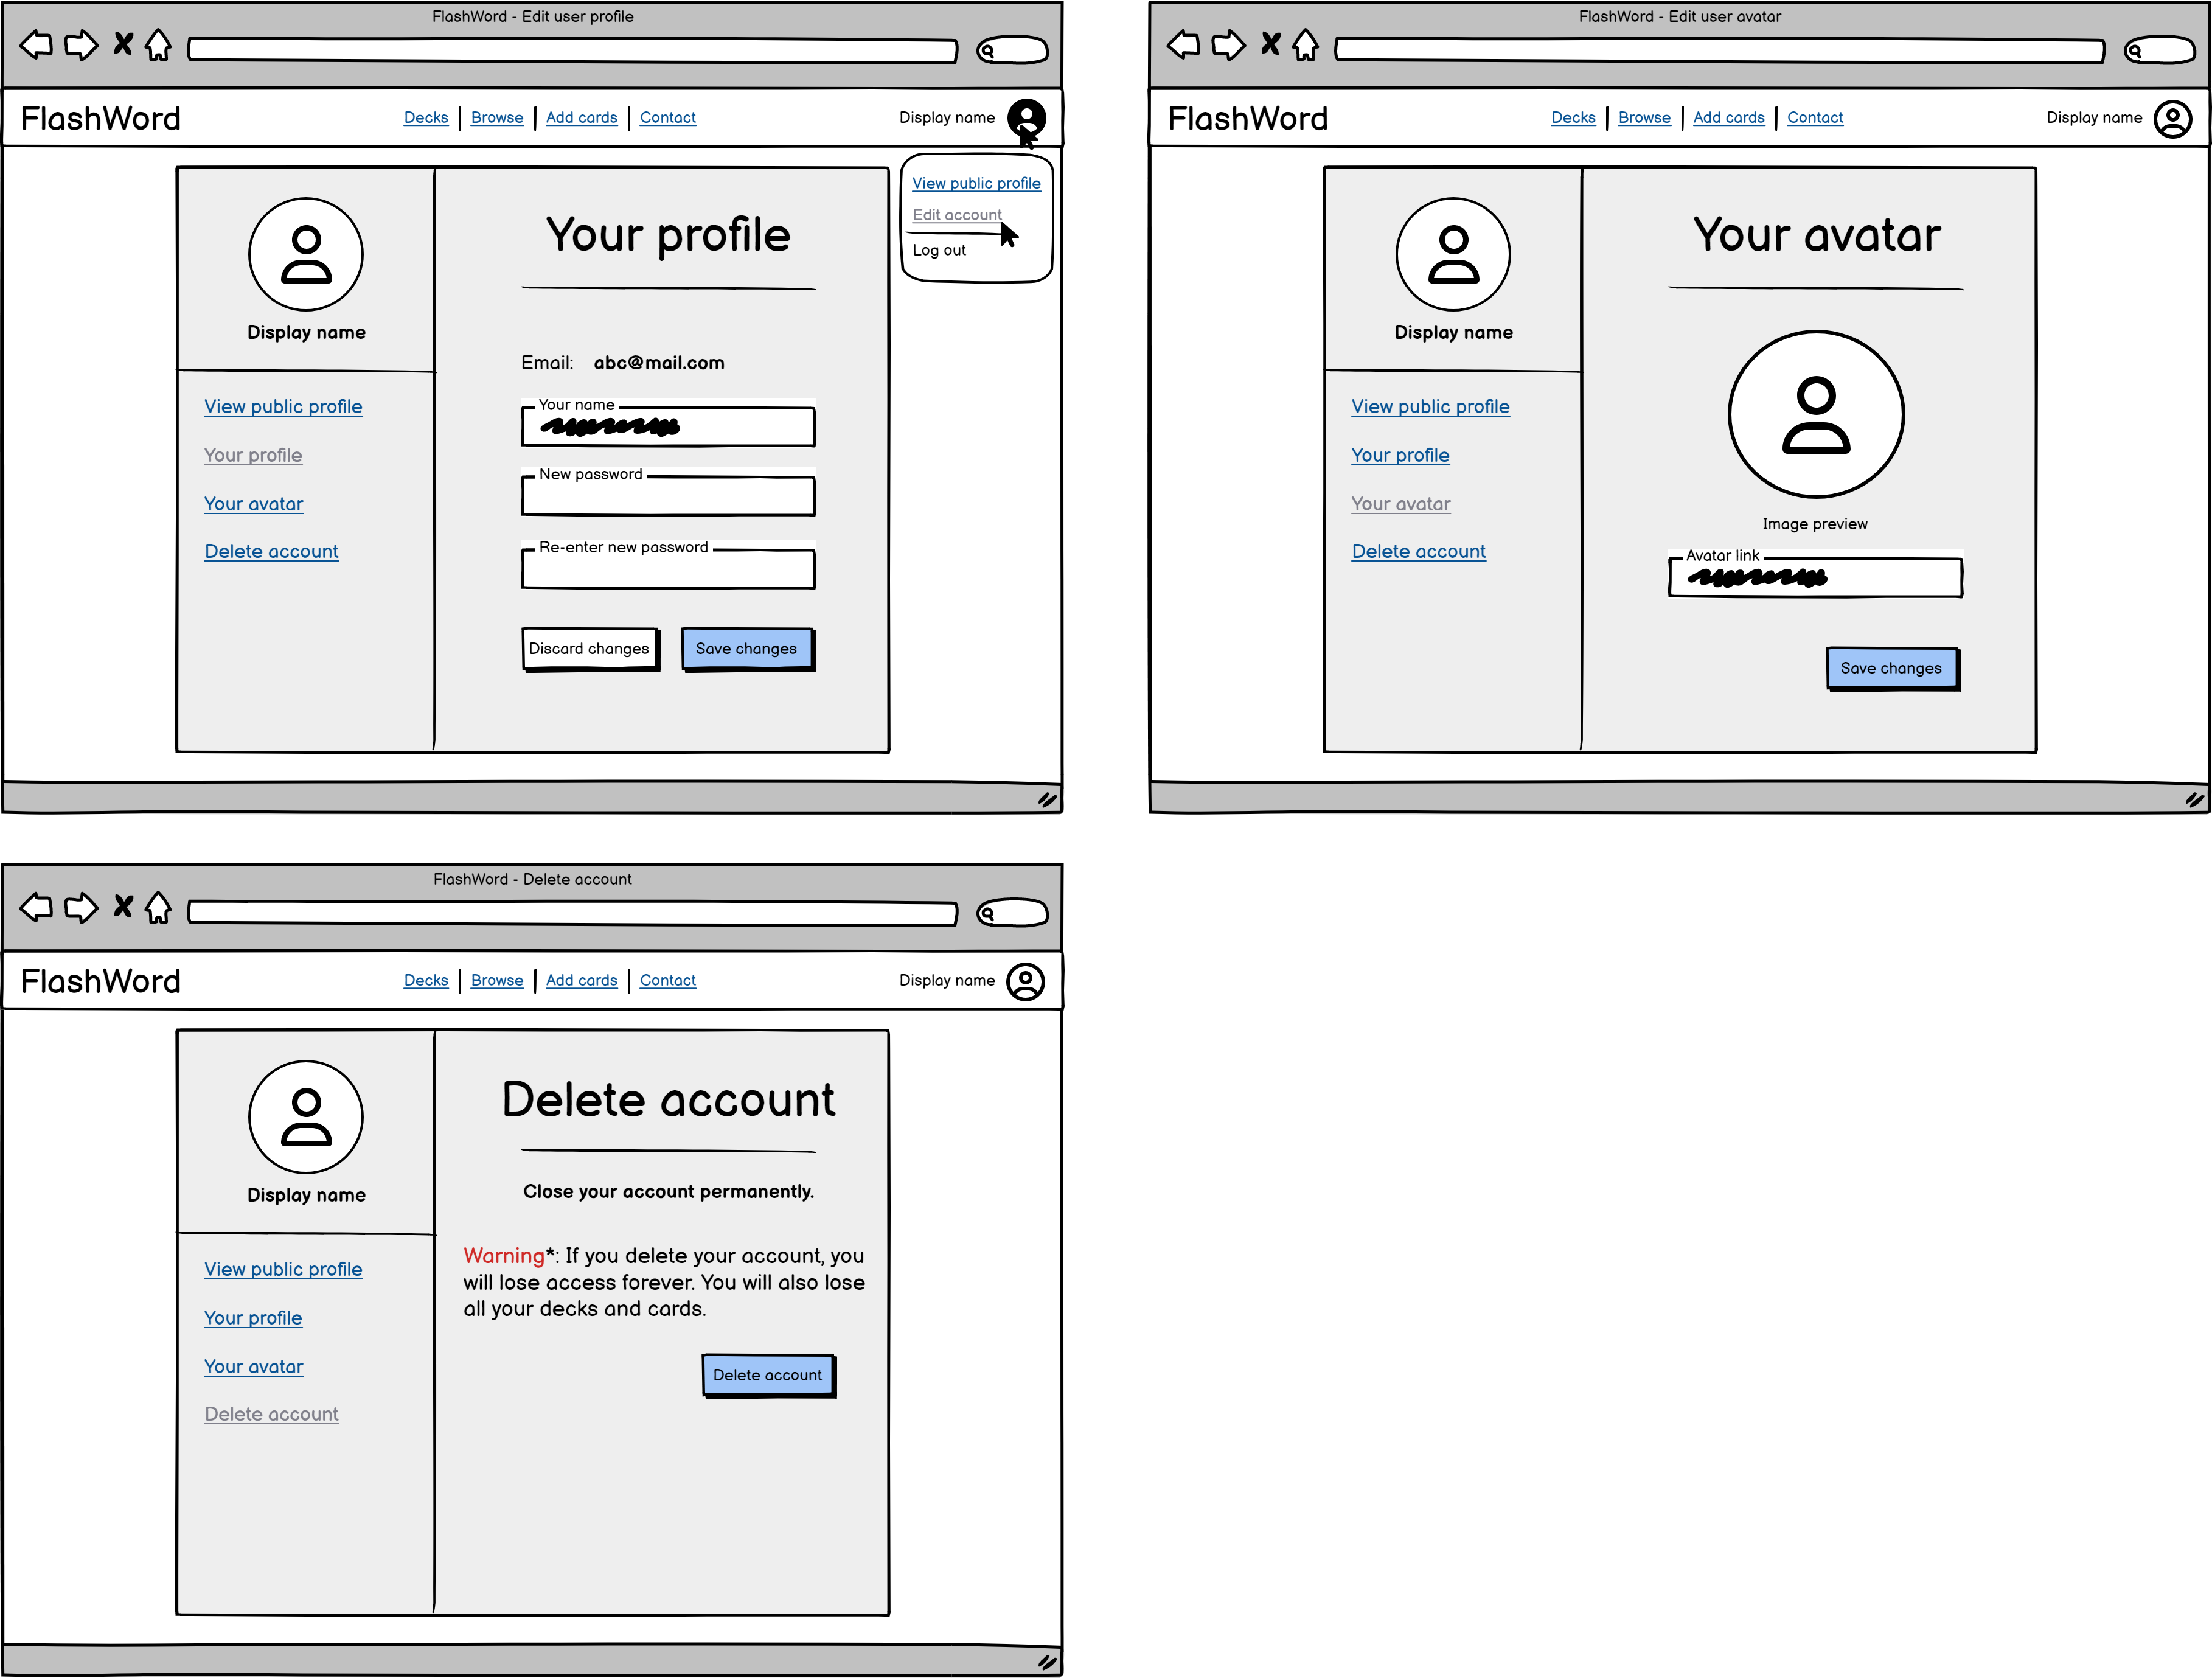 FlashWord - Edit user profile
FlashWord
Decks | Browse | Add cards | Contact
Display name
View public profile
Edit account
Log out
Display name
View public profile
Your profile
Your avatar
Delete account
Your profile
Email: abc@mail.com
Your name
New password
Re-enter new password
Discard changes
Save changes
FlashWord - Edit user avatar
FlashWord
Decks | Browse | Add cards | Contact
Display name
Display name
View public profile
Your profile
Your avatar
Delete account
Your avatar
Image preview
Avatar link
Save changes
FlashWord - Delete account
FlashWord
Decks | Browse | Add cards | Contact
Display name
Display name
View public profile
Your profile
Your avatar
Delete account
Delete account
Close your account permanently.
Warning*: If you delete your account, you
will lose access forever. You will also lose
all your decks and cards.
Delete account